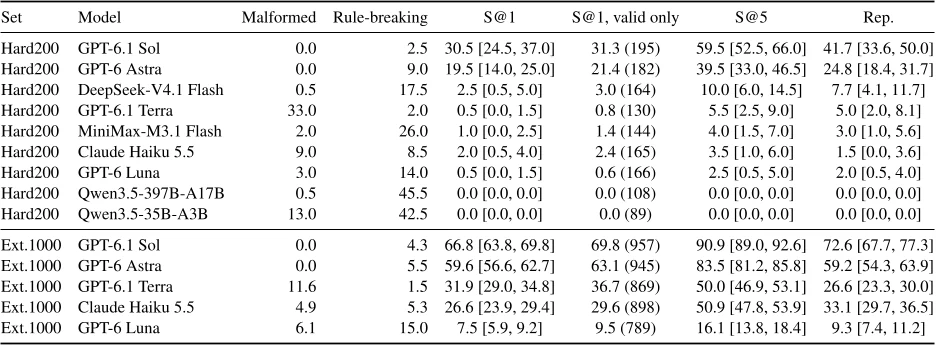 Set Model Malformed Rule-breaking S@1 S@1, valid only S@5 Rep.
Hard200 GPT-6.1 Sol 0.0 2.5 30.5 [24.5, 37.0] 31.3 (195) 59.5 [52.5, 66.0] 41.7 [33.6, 50.0]
Hard200 GPT-6 Astra 0.0 9.0 19.5 [14.0, 25.0] 21.4 (182) 39.5 [33.0, 46.5] 24.8 [18.4, 31.7]
Hard200 DeepSeek-V4.1 Flash 0.5 17.5 2.5 [0.5, 5.0] 3.0 (164) 10.0 [6.0, 14.5] 7.7 [4.1, 11.7]
Hard200 GPT-6.1 Terra 33.0 2.0 0.5 [0.0, 1.5] 0.8 (130) 5.5 [2.5, 9.0] 5.0 [2.0, 8.1]
Hard200 MiniMax-M3.1 Flash 2.0 26.0 1.0 [0.0, 2.5] 1.4 (144) 4.0 [1.5, 7.0] 3.0 [1.0, 5.6]
Hard200 Claude Haiku 5.5 9.0 8.5 2.0 [0.5, 4.0] 2.4 (165) 3.5 [1.0, 6.0] 1.5 [0.0, 3.6]
Hard200 GPT-6 Luna 3.0 14.0 0.5 [0.0, 1.5] 0.6 (166) 2.5 [0.5, 5.0] 2.0 [0.5, 4.0]
Hard200 Qwen3.5-397B-A17B 0.5 45.5 0.0 [0.0, 0.0] 0.0 (108) 0.0 [0.0, 0.0] 0.0 [0.0, 0.0]
Hard200 Qwen3.5-35B-A3B 13.0 42.5 0.0 [0.0, 0.0] 0.0 (89) 0.0 [0.0, 0.0] 0.0 [0.0, 0.0]
Ext.1000 GPT-6.1 Sol 0.0 4.3 66.8 [63.8, 69.8] 69.8 (957) 90.9 [89.0, 92.6] 72.6 [67.7, 77.3]
Ext.1000 GPT-6 Astra 0.0 5.5 59.6 [56.6, 62.7] 63.1 (945) 83.5 [81.2, 85.8] 59.2 [54.3, 63.9]
Ext.1000 GPT-6.1 Terra 11.6 1.5 31.9 [29.0, 34.8] 36.7 (869) 50.0 [46.9, 53.1] 26.6 [23.3, 30.0]
Ext.1000 Claude Haiku 5.5 4.9 5.3 26.6 [23.9, 29.4] 29.6 (898) 50.9 [47.8, 53.9] 33.1 [29.7, 36.5]
Ext.1000 GPT-6 Luna 6.1 15.0 7.5 [5.9, 9.2] 9.5 (789) 16.1 [13.8, 18.4] 9.3 [7.4, 11.2]